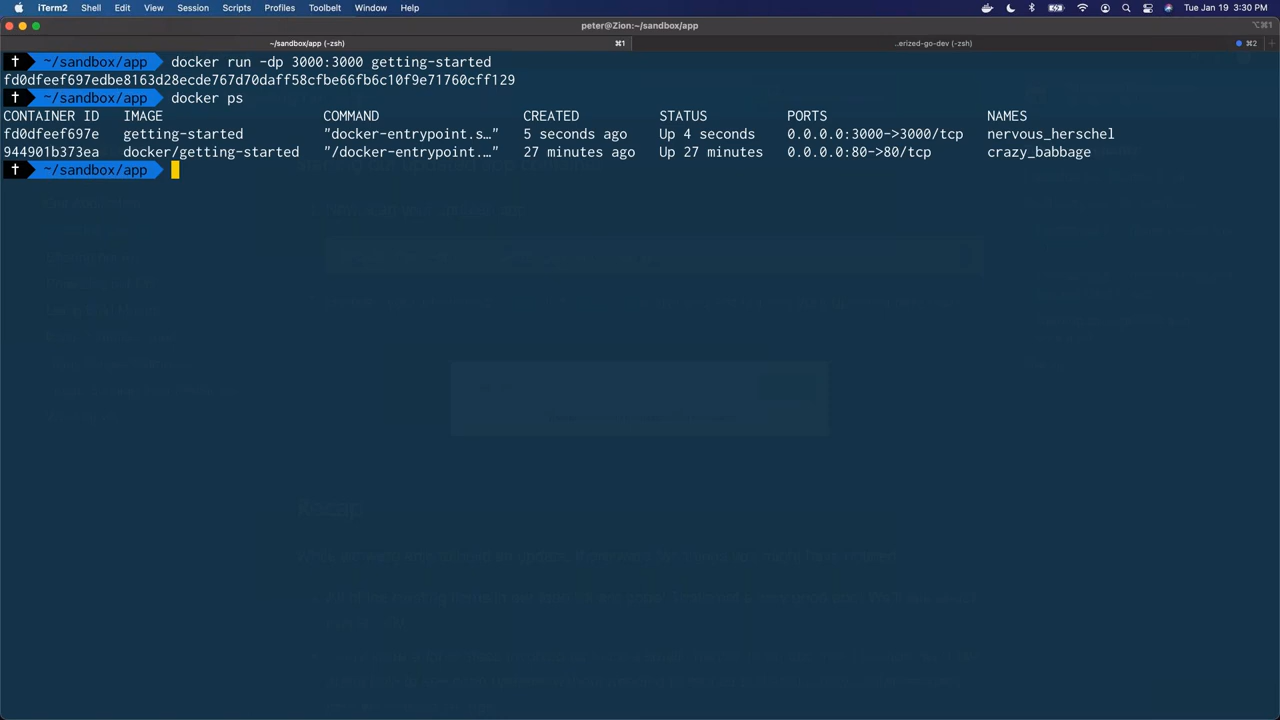 iTerm2 Shell Edit View Session Scripts Profiles Toolbelt Window Help Tue Jan 19 3:30 PM
peter@Zion:~/sandbox/app ⌥⌘1
~/sandbox/app (-zsh) ⌘1 ..erized-go-dev (-zsh) ⌘2
† ~/sandbox/app docker run -dp 3000:3000 getting-started
fd0dfeef697edbe8163d28ecde767d70daff58cfbe66fb6c10f9e71760cff129
† ~/sandbox/app docker ps
CONTAINER ID IMAGE COMMAND CREATED STATUS PORTS NAMES
fd0dfeef697e getting-started "docker-entrypoint.s…" 5 seconds ago Up 4 seconds 0.0.0.0:3000->3000/tcp nervous_herschel
944901b373ea docker/getting-started "/docker-entrypoint.…" 27 minutes ago Up 27 minutes 0.0.0.0:80->80/tcp crazy_babbage
† ~/sandbox/app
Recap